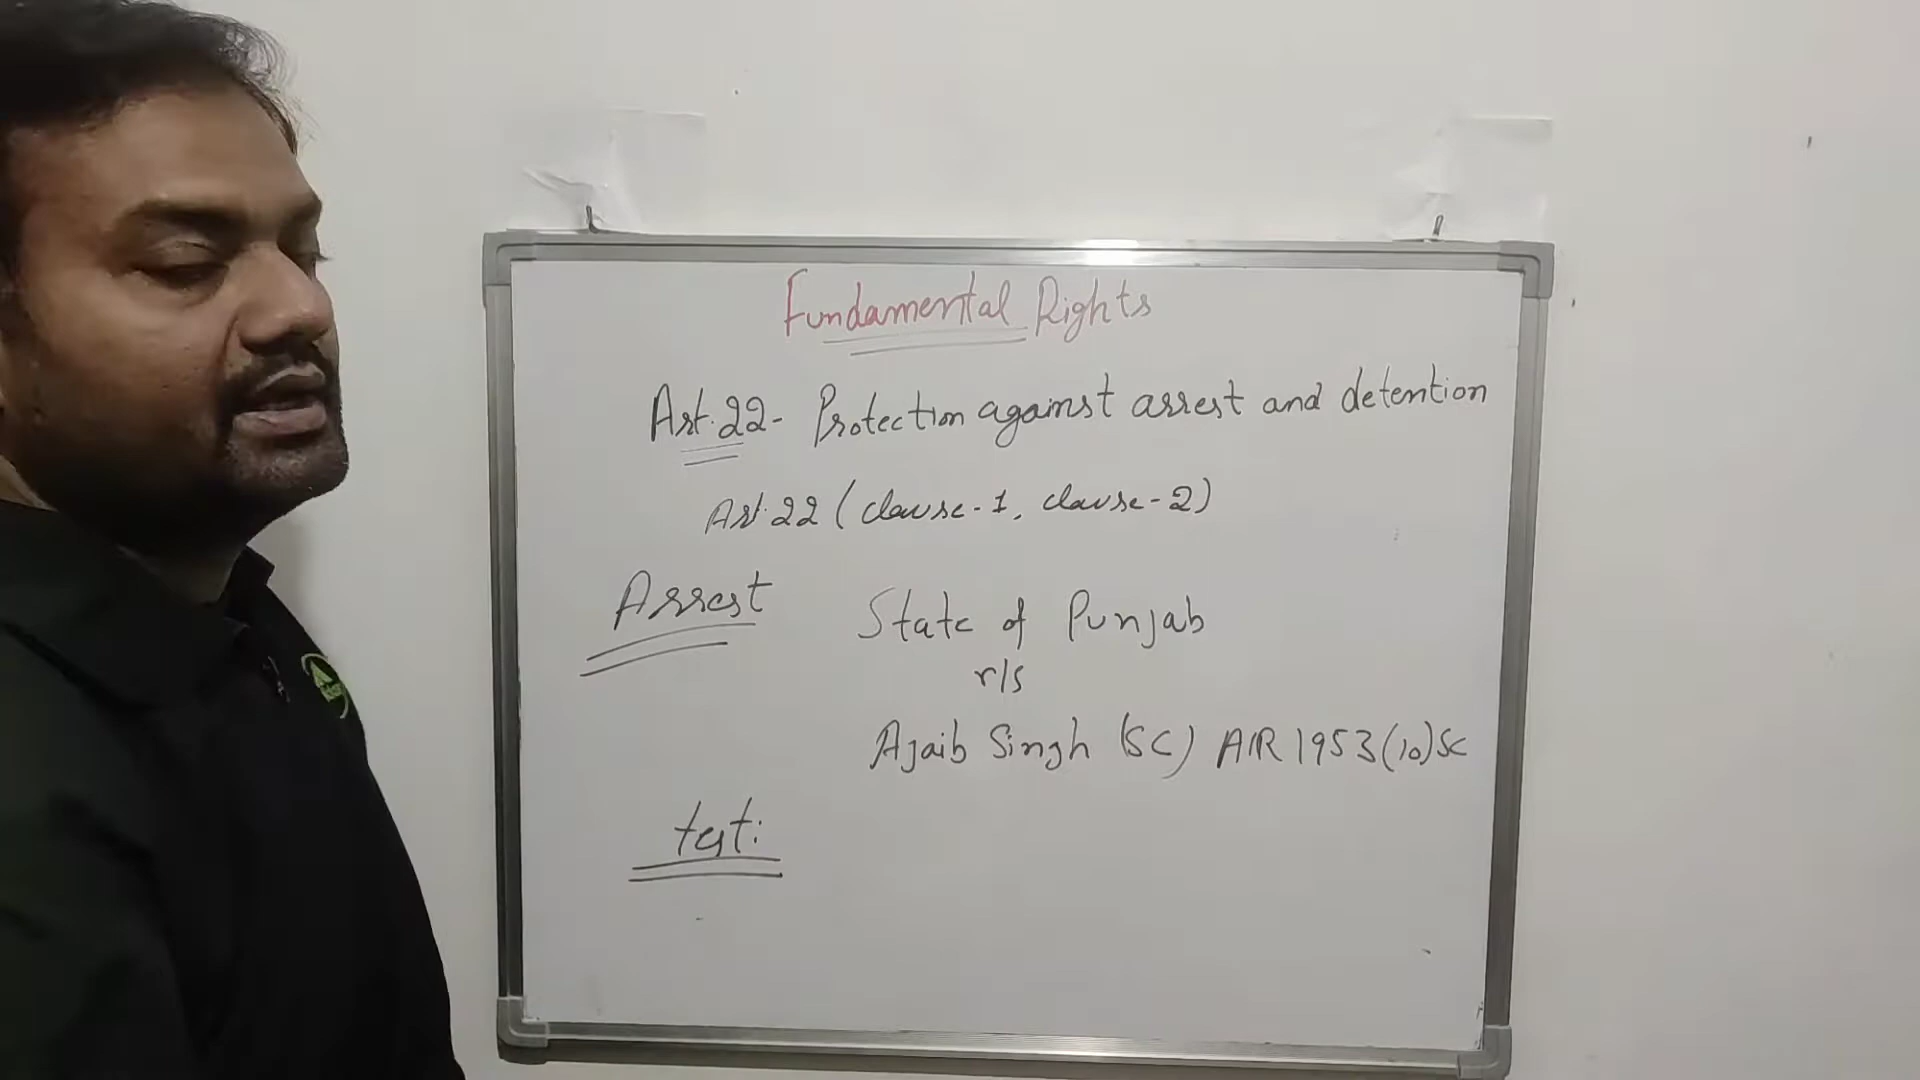 Fundamental Rights
Art. 22- Protection against arrest and detention
Art. 22 (clause-1, clause-2)
Arrest
State of Punjab
v/s
Ajaib Singh (SC) AIR 1953 (10) SC
test: